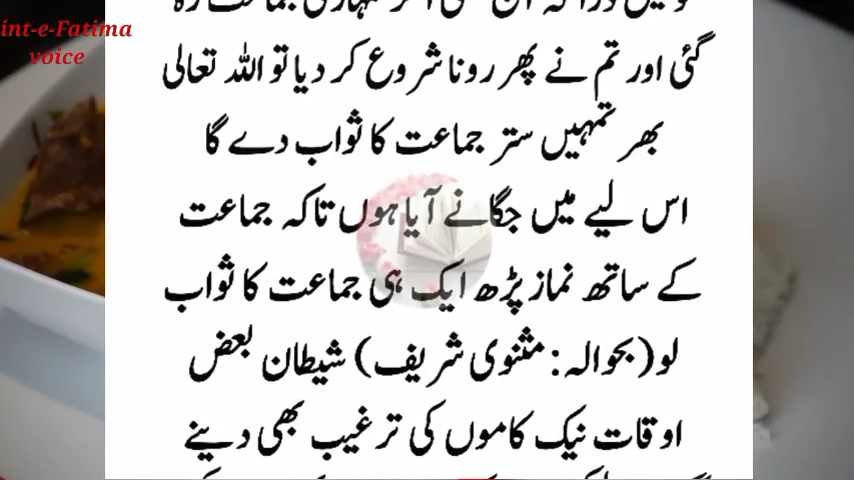 int-e-Fatima
voice
گئی اور تم نے پھر رونا شروع کر دیا تو اللہ تعالی
بھر تمہیں ستر جماعت کا ثواب دے گا
اس لیے میں جگانے آیا ہوں تاکہ جماعت
کے ساتھ نماز پڑھ ایک ہی جماعت کا ثواب
لو (بحوالہ: مثنوی شریف) شیطان بعض
اوقات نیک کاموں کی ترغیب بھی دینے